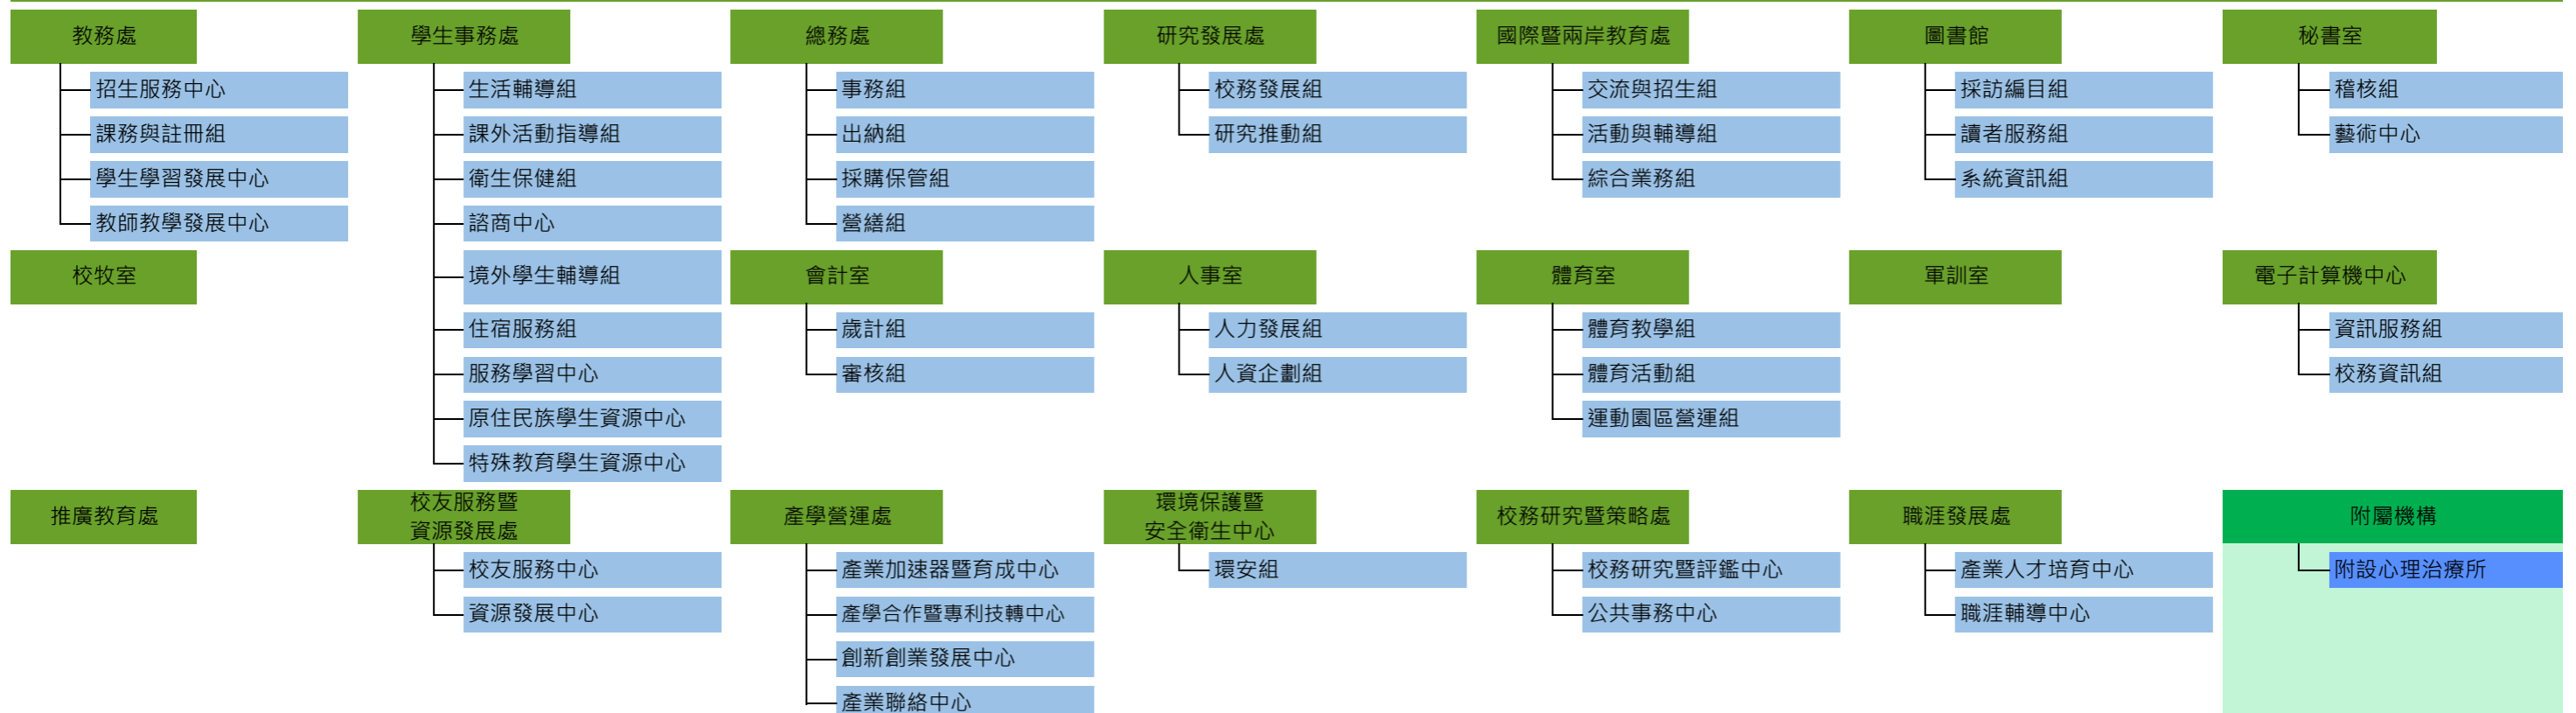 教務處
招生服務中心
課務與註冊組
學生學習發展中心
教師教學發展中心
學生事務處
生活輔導組
課外活動指導組
衛生保健組
諮商中心
境外學生輔導組
住宿服務組
服務學習中心
原住民族學生資源中心
特殊教育學生資源中心
總務處
事務組
出納組
採購保管組
營繕組
研究發展處
校務發展組
研究推動組
國際暨兩岸教育處
交流與招生組
活動與輔導組
綜合業務組
圖書館
採訪編目組
讀者服務組
系統資訊組
秘書室
稽核組
藝術中心
校牧室
會計室
歲計組
審核組
人事室
人力發展組
人資企劃組
體育室
體育教學組
體育活動組
運動園區營運組
軍訓室
電子計算機中心
資訊服務組
校務資訊組
推廣教育處
校友服務暨
資源發展處
校友服務中心
資源發展中心
產學營運處
產業加速器暨育成中心
產學合作暨專利技轉中心
創新創業發展中心
產業聯絡中心
環境保護暨
安全衛生中心
環安組
校務研究暨策略處
校務研究暨評鑑中心
公共事務中心
職涯發展處
產業人才培育中心
職涯輔導中心
附屬機構
附設心理治療所